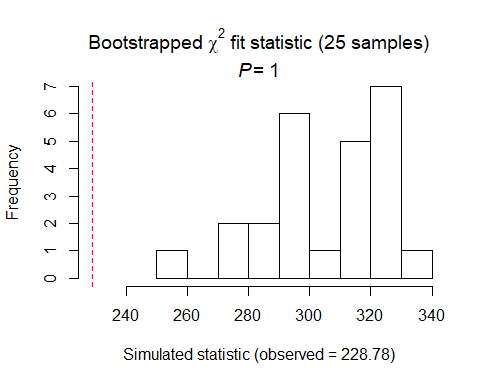 Bootstrapped χ² fit statistic (25 samples)
P = 1
Frequency
7
6
5
4
3
2
1
0
240 260 280 300 320 340
Simulated statistic (observed = 228.78)